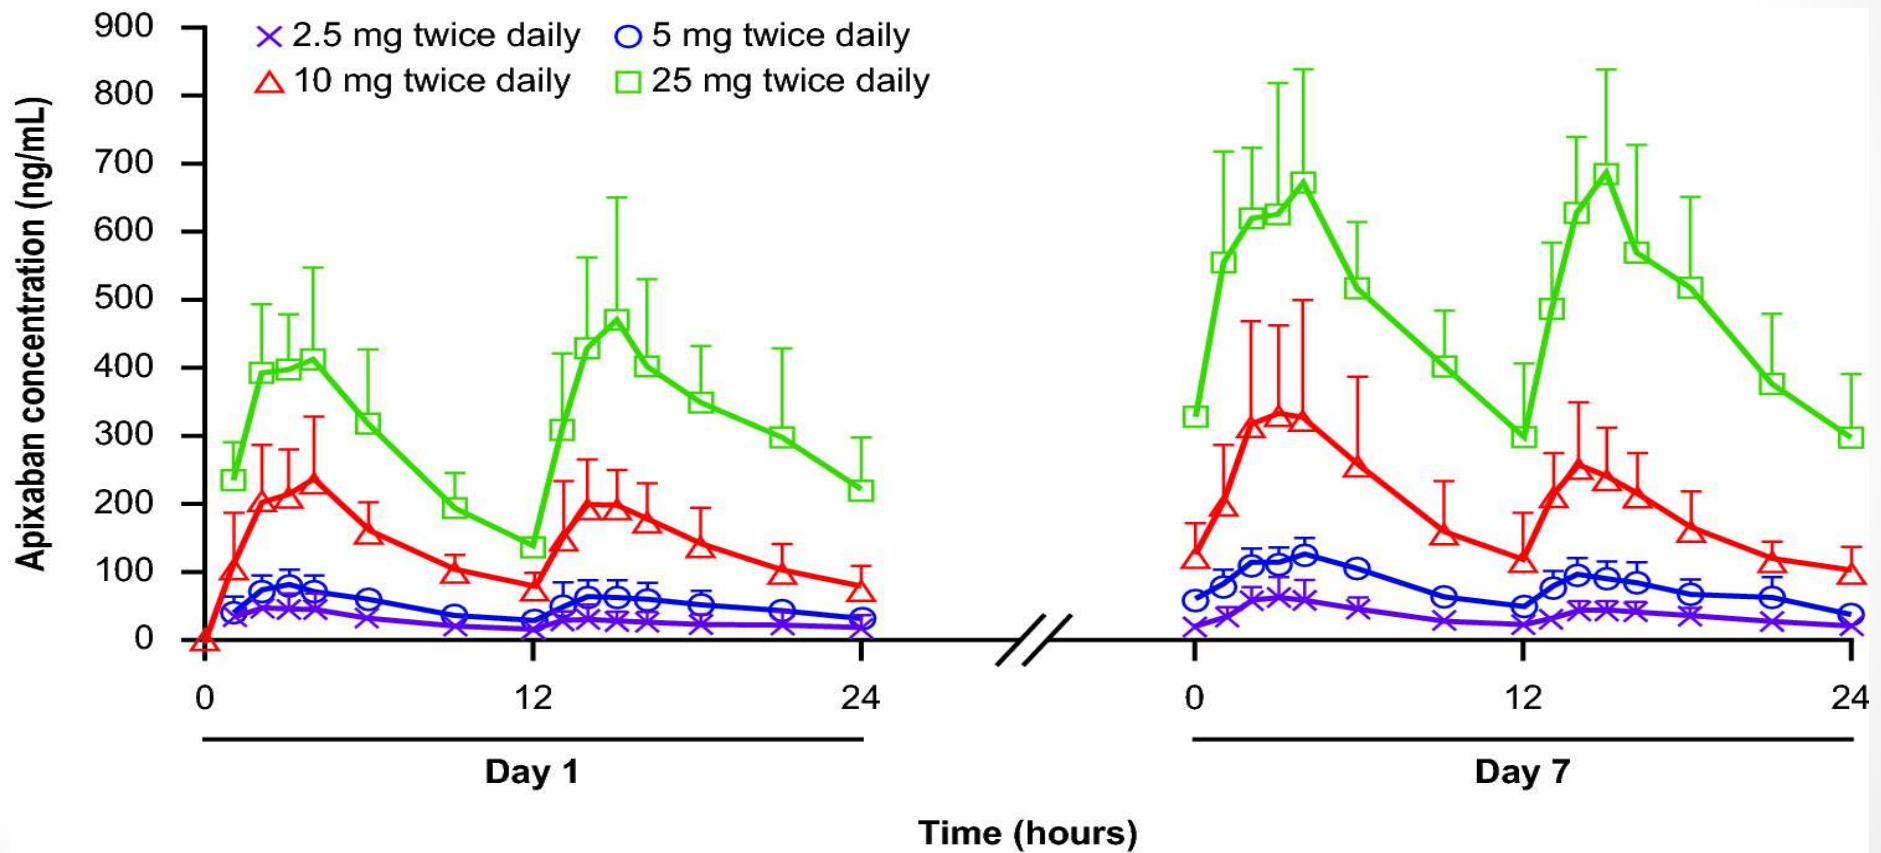 Apixaban concentration (ng/mL)
2.5 mg twice daily
5 mg twice daily
10 mg twice daily
25 mg twice daily
900
800
700
600
500
400
300
200
100
0
0 12 24 0 12 24
Day 1 Day 7
Time (hours)